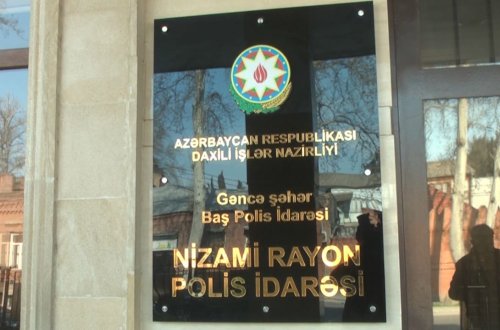 AZƏRBAYCAN RESPUBLİKASI
DAXİLİ İŞLƏR NAZİRLİYİ
Gəncə şəhər
Baş Polis İdarəsi
NİZAMİ RAYON
POLİS İDARƏSİ